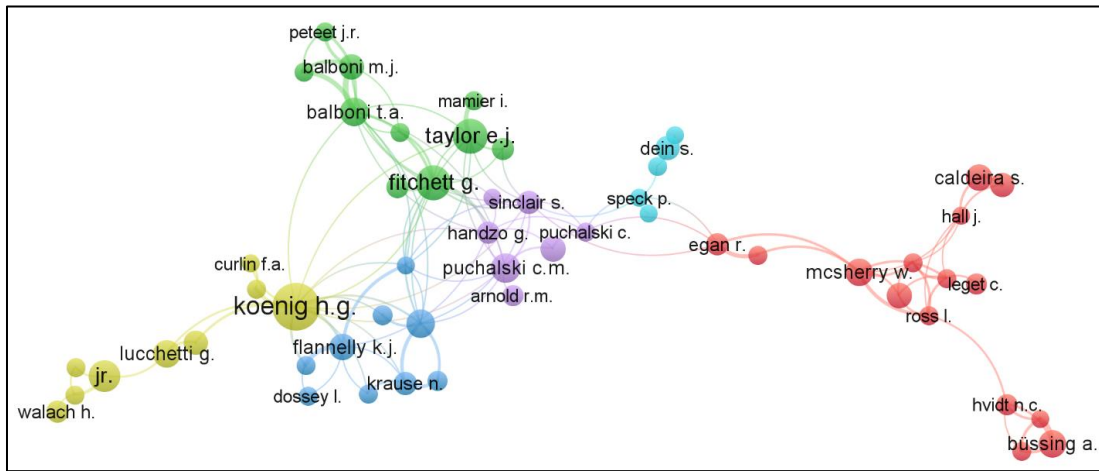 peteet j.r.
balboni m.j.
mamier i.
balboni t.a.
taylor e.j.
dein s.
fitchett g.
caldeira s.
sinclair s.
speck p.
hall j.
handzo g.
puchalski c.
egan r.
curlin f.a.
puchalski c.m.
mcsherry w.
leget c.
arnold r.m.
koenig h.g.
ross l.
flannelly k.j.
lucchetti g.
jr.
krause n.
dossey l.
hvidt n.c.
walach h.
büssing a.